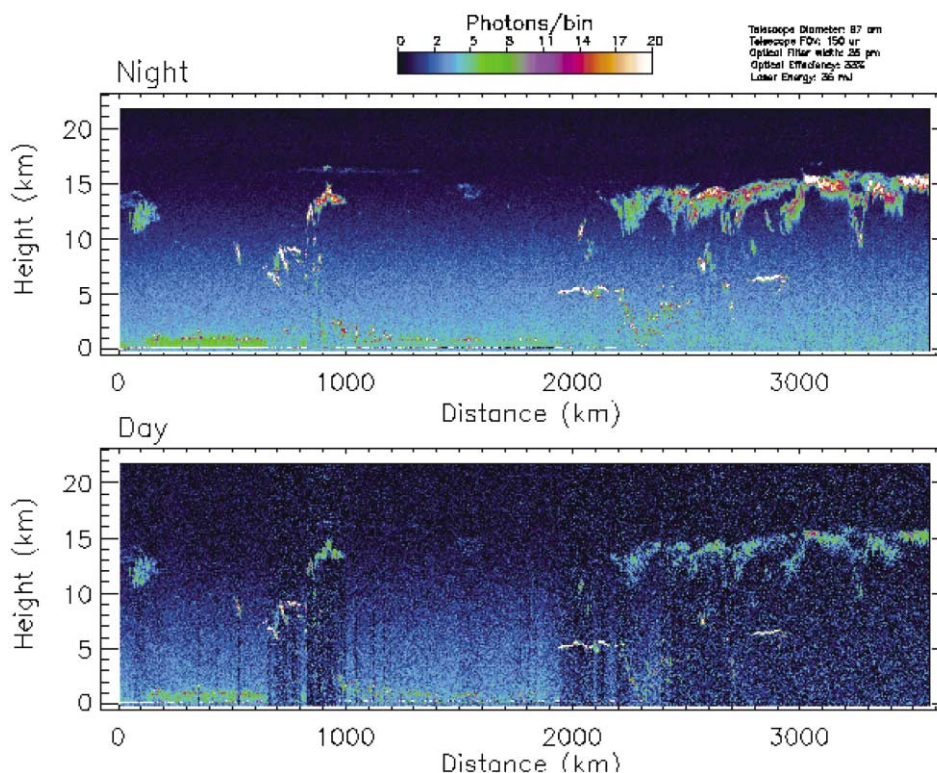 Photons/bin
0 2 5 8 11 14 17 20
Telescope Diameter: 87 cm
Telescope FOV: 150 ur
Optical Filter width: 35 pm
Optical Effeciency: 33%
Laser Energy: 36 mJ
Night
Height (km)
20
15
10
5
0
0 1000 2000 3000
Distance (km)
Day
Height (km)
20
15
10
5
0
0 1000 2000 3000
Distance (km)